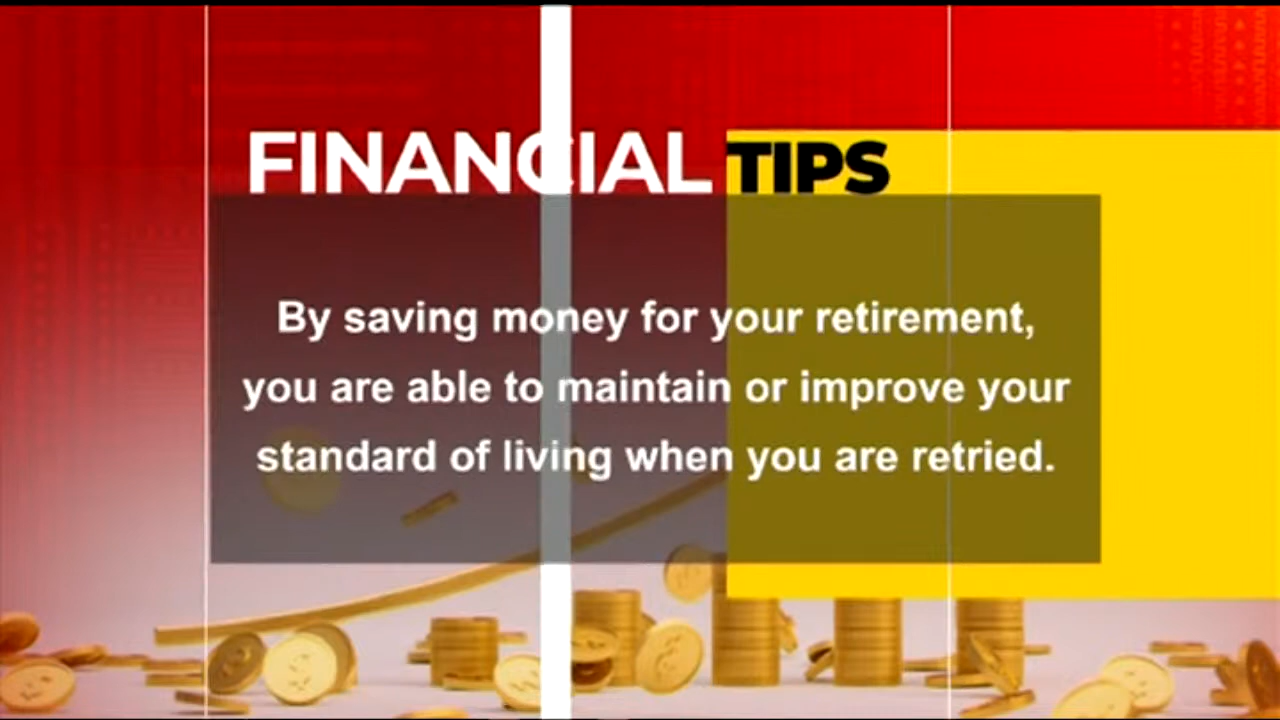 FINANCIAL TIPS
By saving money for your retirement,
you are able to maintain or improve your
standard of living when you are retried.